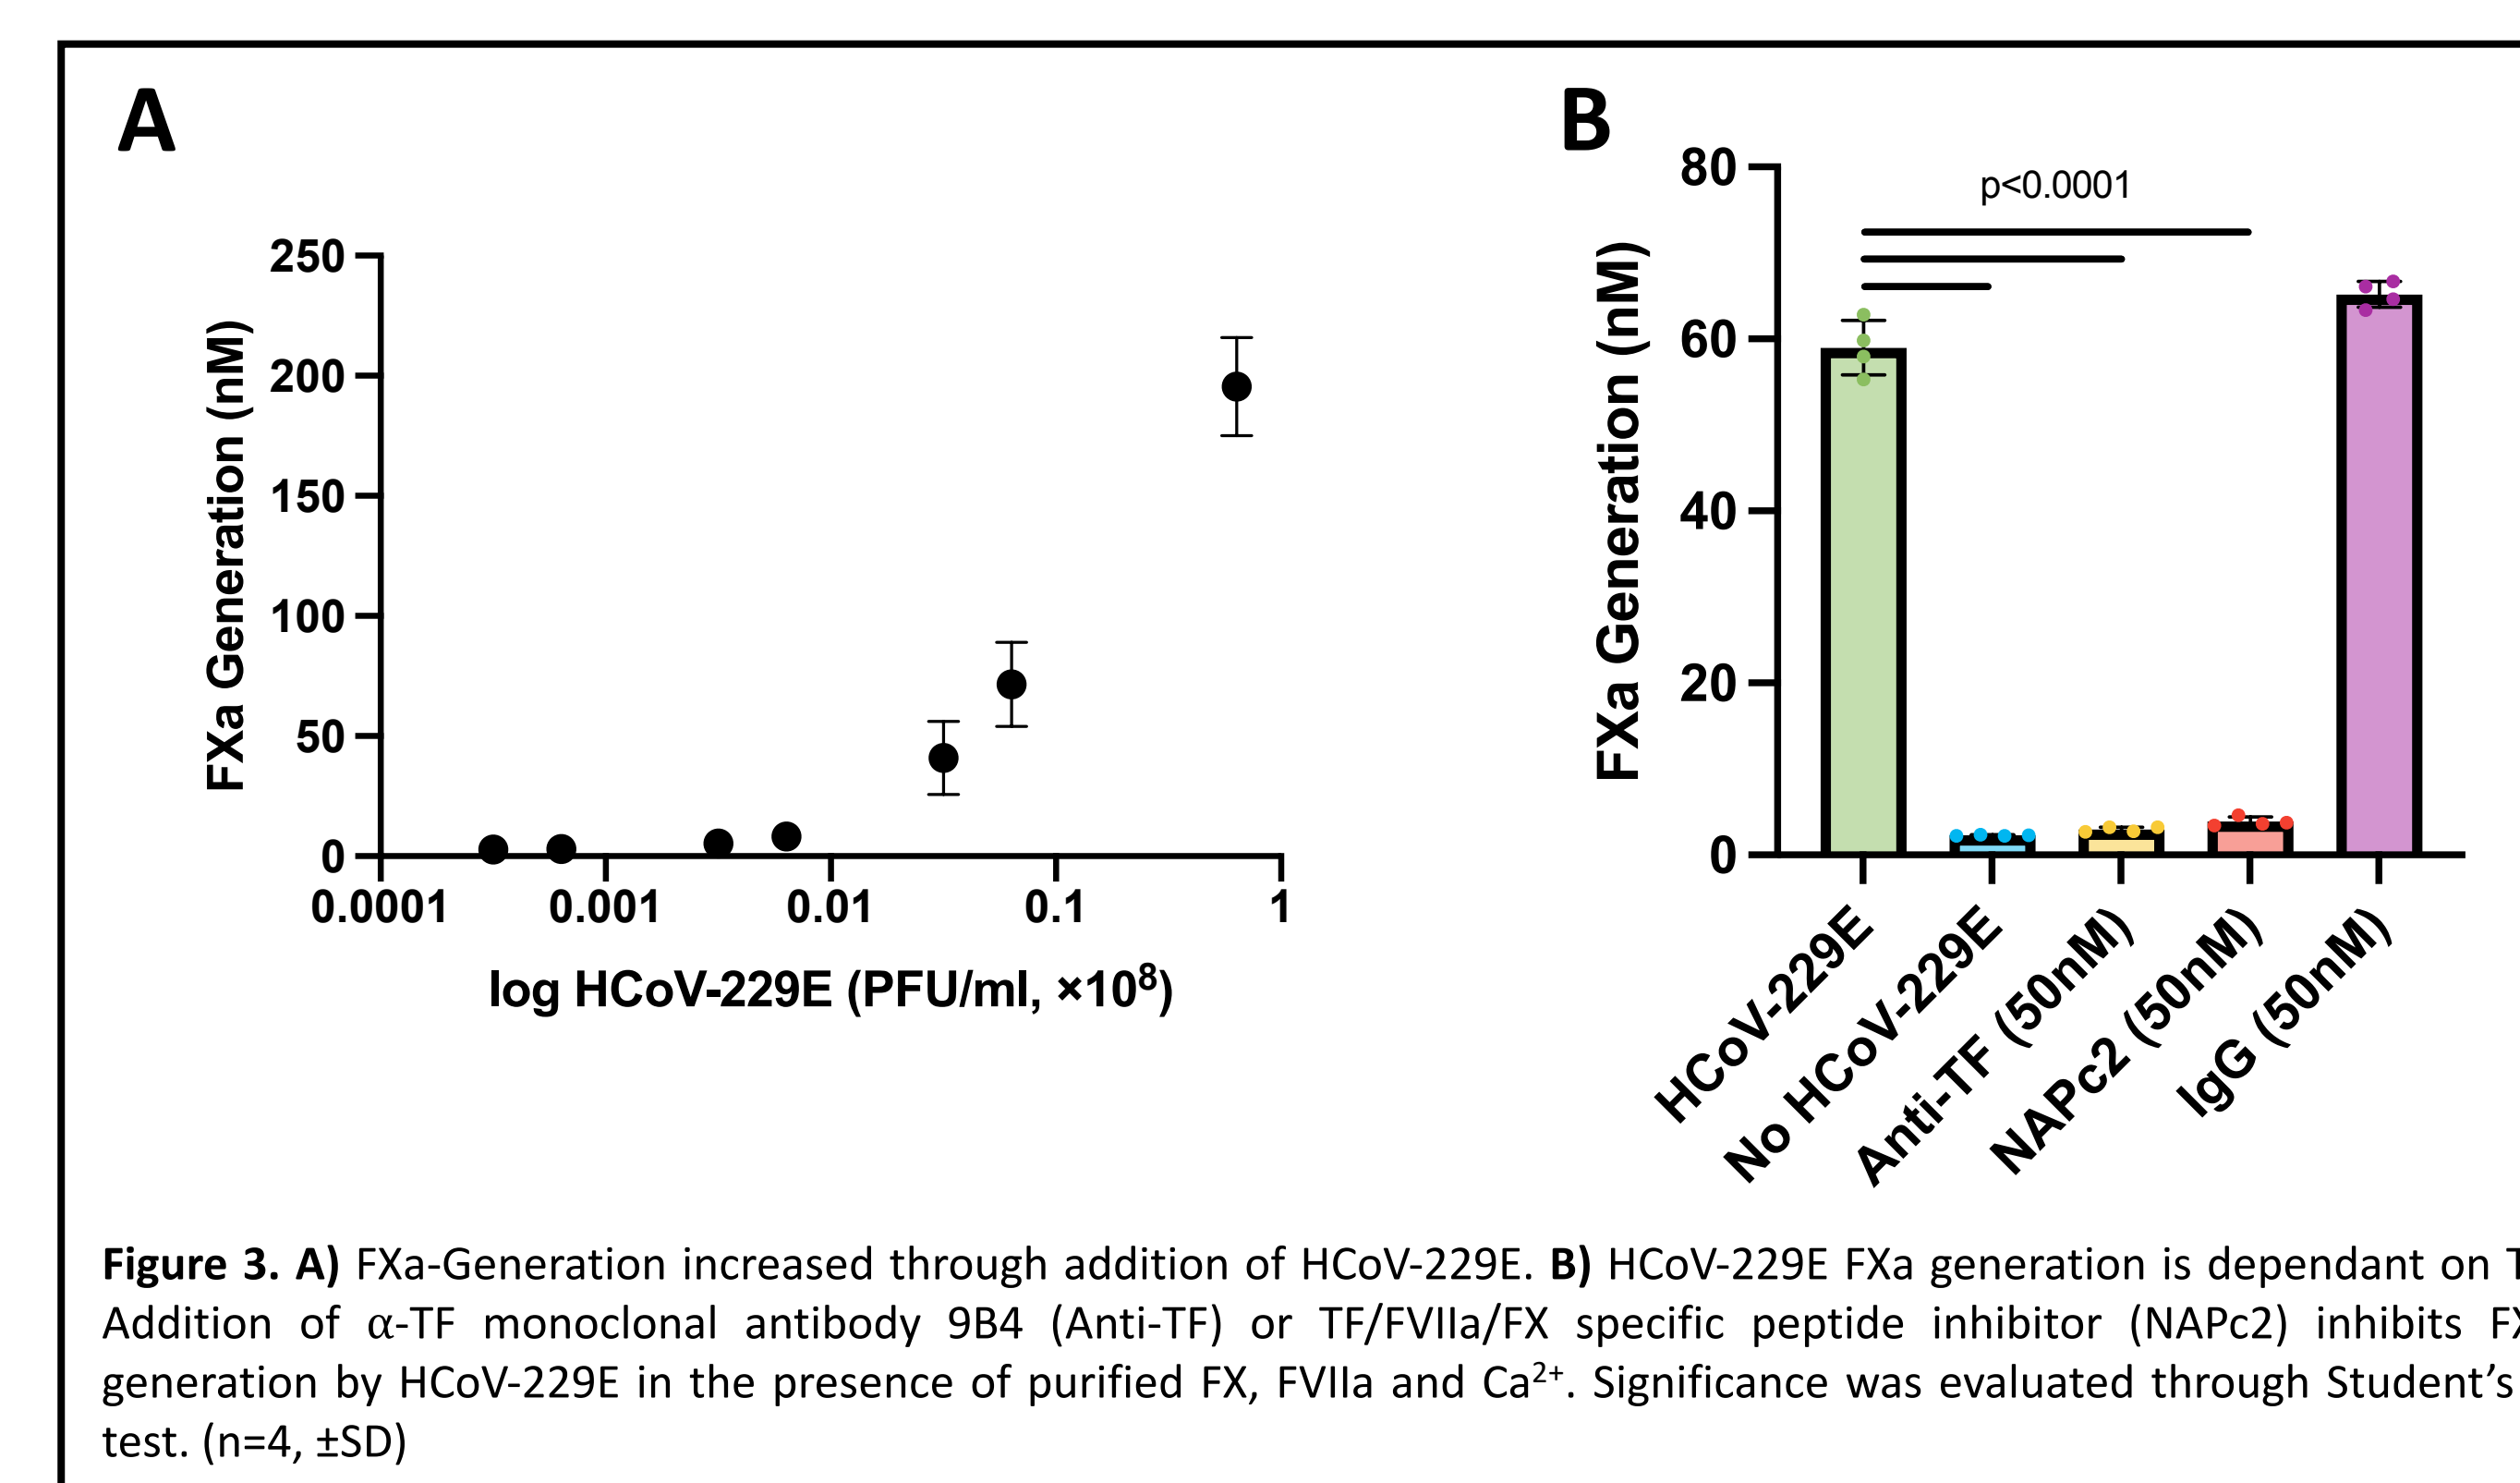 A
250
200
150
100
50
0
FXa Generation (nM)
0.0001 0.001 0.01 0.1 1
log HCoV-229E (PFU/ml, ×10⁸)
B
p<0.0001
80
60
40
20
0
FXa Generation (nM)
HCoV-229E
No HCoV-229E
Anti-TF (50nM)
NAPc2 (50nM)
IgG (50nM)
Figure 3. A) FXa-Generation increased through addition of HCoV-229E. B) HCoV-229E FXa generation is dependant on
Addition of α-TF monoclonal antibody 9B4 (Anti-TF) or TF/FVIIa/FX specific peptide inhibitor (NAPc2) inhibits
generation by HCoV-229E in the presence of purified FX, FVIIa and Ca²⁺. Significance was evaluated through Student’s
test. (n=4, ±SD)